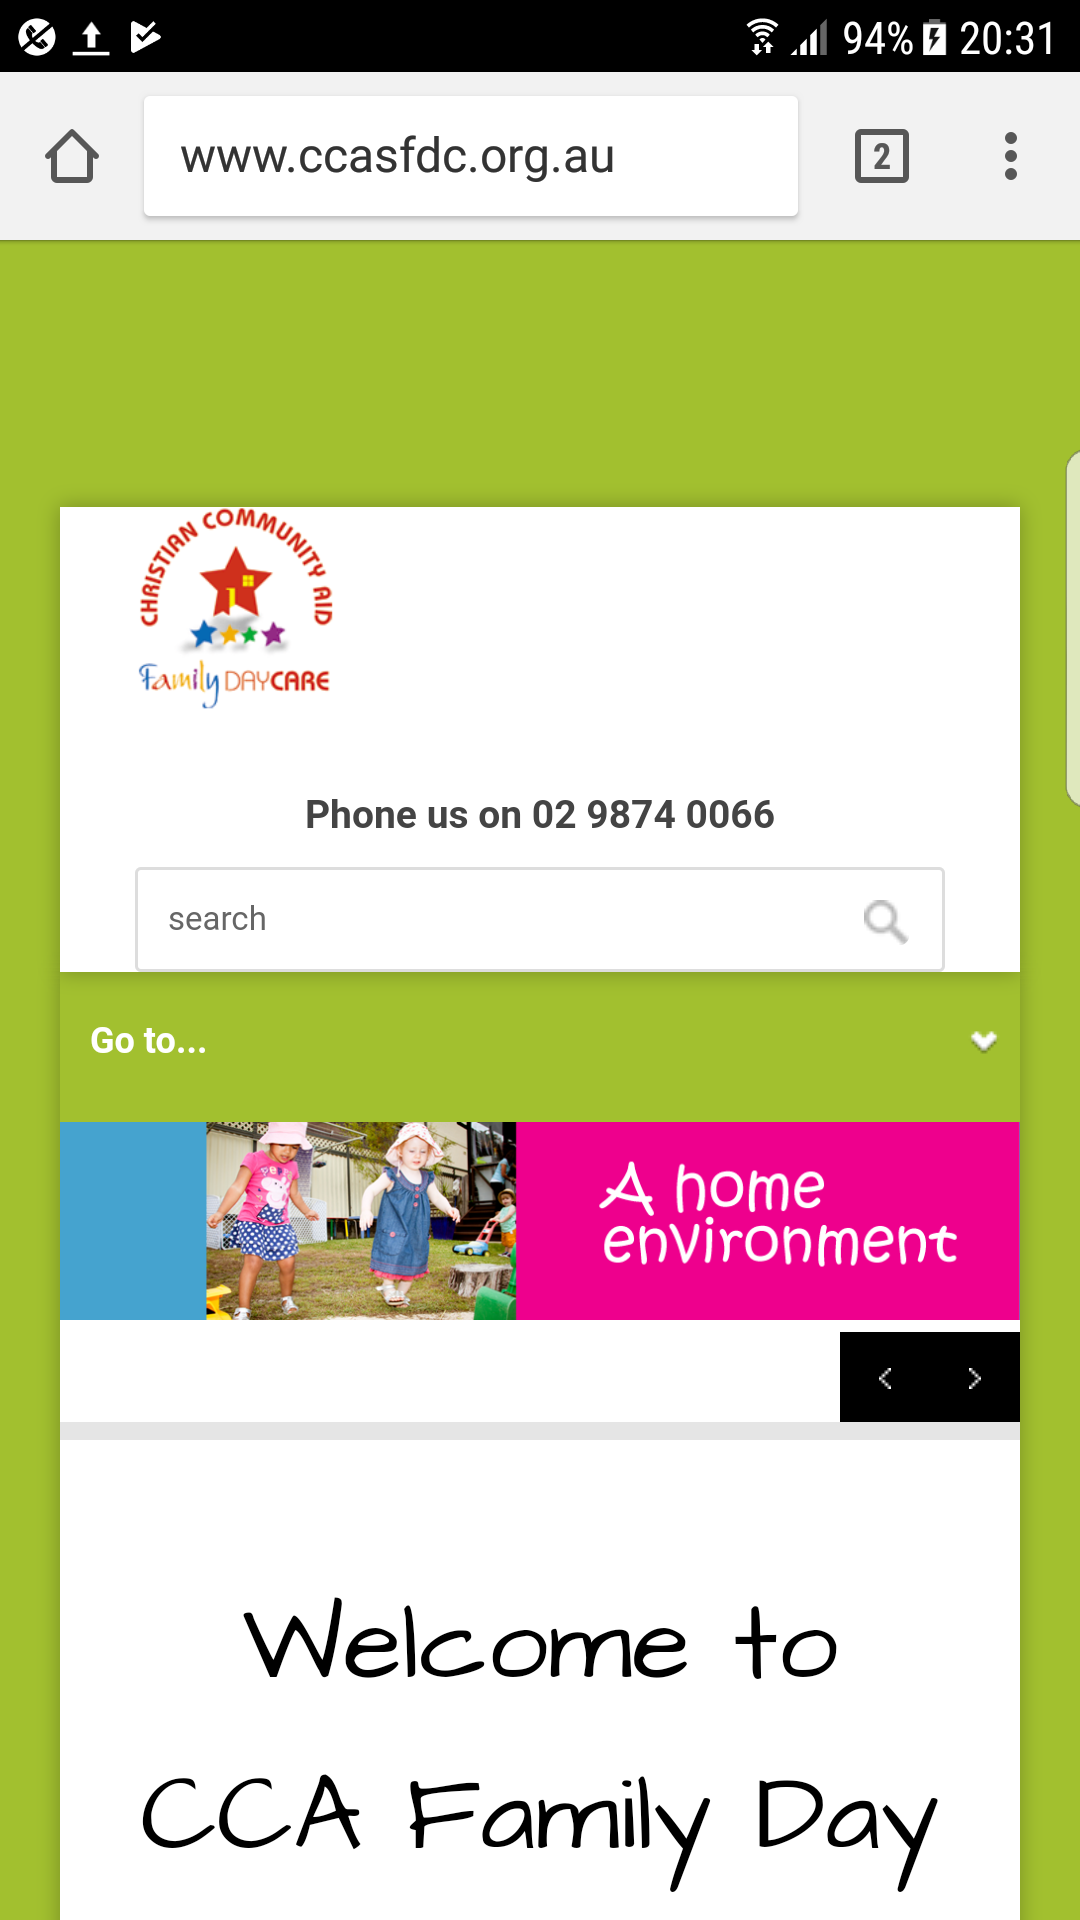 94% 20:31
www.ccasfdc.org.au
2
CHRISTIAN COMMUNITY AID
Family DAYCARE
Phone us on 02 9874 0066
search
Go to...
A home
environment
Welcome to
CCA Family Day